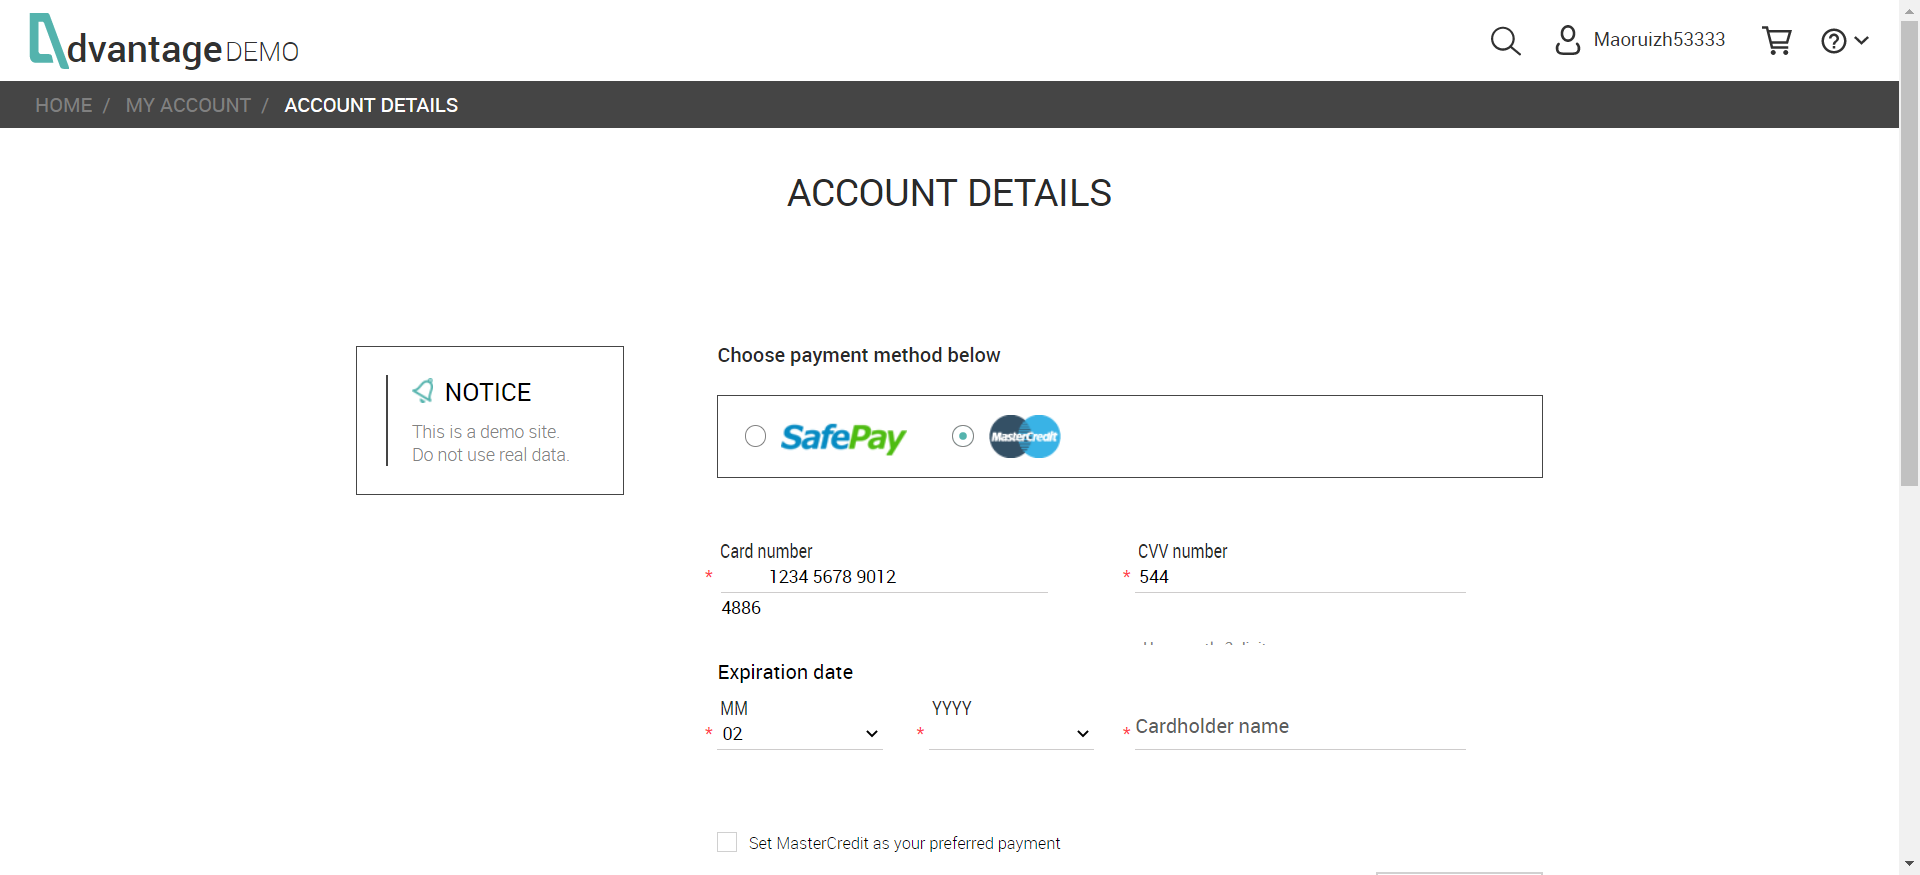 dvantage DEMO
Maoruizh53333
HOME / MY ACCOUNT / ACCOUNT DETAILS
ACCOUNT DETAILS
NOTICE
This is a demo site.
Do not use real data.
Choose payment method below
SafePay
MasterCredit
Card number
* 1234 5678 9012
4886
CVV number
* 544
Expiration date
MM
* 02
YYYY
*
* Cardholder name
Set MasterCredit as your preferred payment